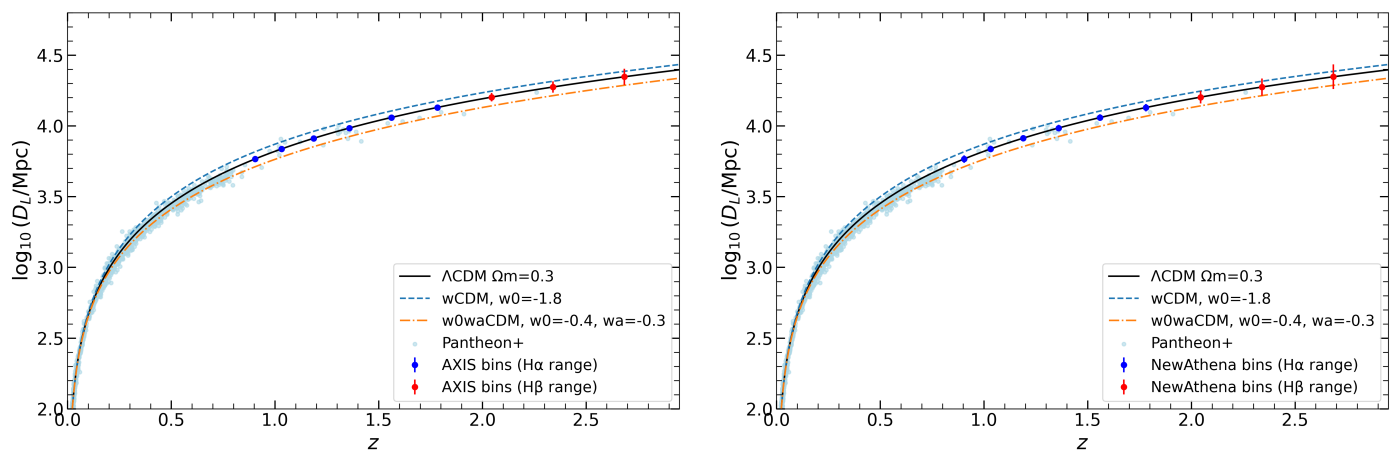 4.5
4.0
3.5
3.0
2.5
2.0
log₁₀(D_L/Mpc)
ΛCDM Ωm=0.3
wCDM, w0=-1.8
w0waCDM, w0=-0.4, wa=-0.3
Pantheon+
AXIS bins (Hα range)
AXIS bins (Hβ range)
0.0 0.5 1.0 1.5 2.0 2.5
z
4.5
4.0
3.5
3.0
2.5
2.0
log₁₀(D_L/Mpc)
ΛCDM Ωm=0.3
wCDM, w0=-1.8
w0waCDM, w0=-0.4, wa=-0.3
Pantheon+
NewAthena bins (Hα range)
NewAthena bins (Hβ range)
0.0 0.5 1.0 1.5 2.0 2.5
z